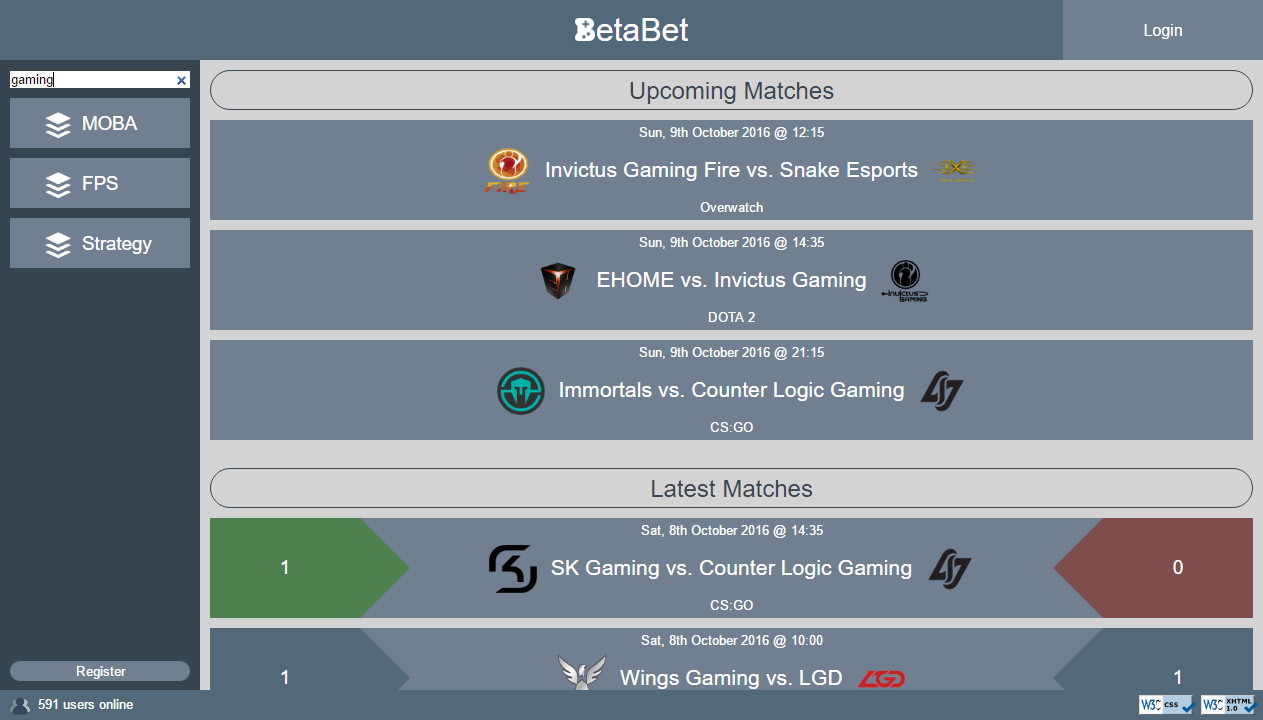 BetaBet
Login
gaming
MOBA
FPS
Strategy
Register
Upcoming Matches
Sun, 9th October 2016 @ 12:15
FIRE
Invictus Gaming Fire vs. Snake Esports
Overwatch
Sun, 9th October 2016 @ 14:35
EHOME vs. Invictus Gaming
invictus
GAMING
DOTA 2
Sun, 9th October 2016 @ 21:15
Immortals vs. Counter Logic Gaming
CS:GO
Latest Matches
Sat, 8th October 2016 @ 14:35
1
SK Gaming vs. Counter Logic Gaming
0
CS:GO
Sat, 8th October 2016 @ 10:00
1
Wings Gaming vs. LGD
LGD
1
591 users online
W3C css
W3C XHTML 1.0